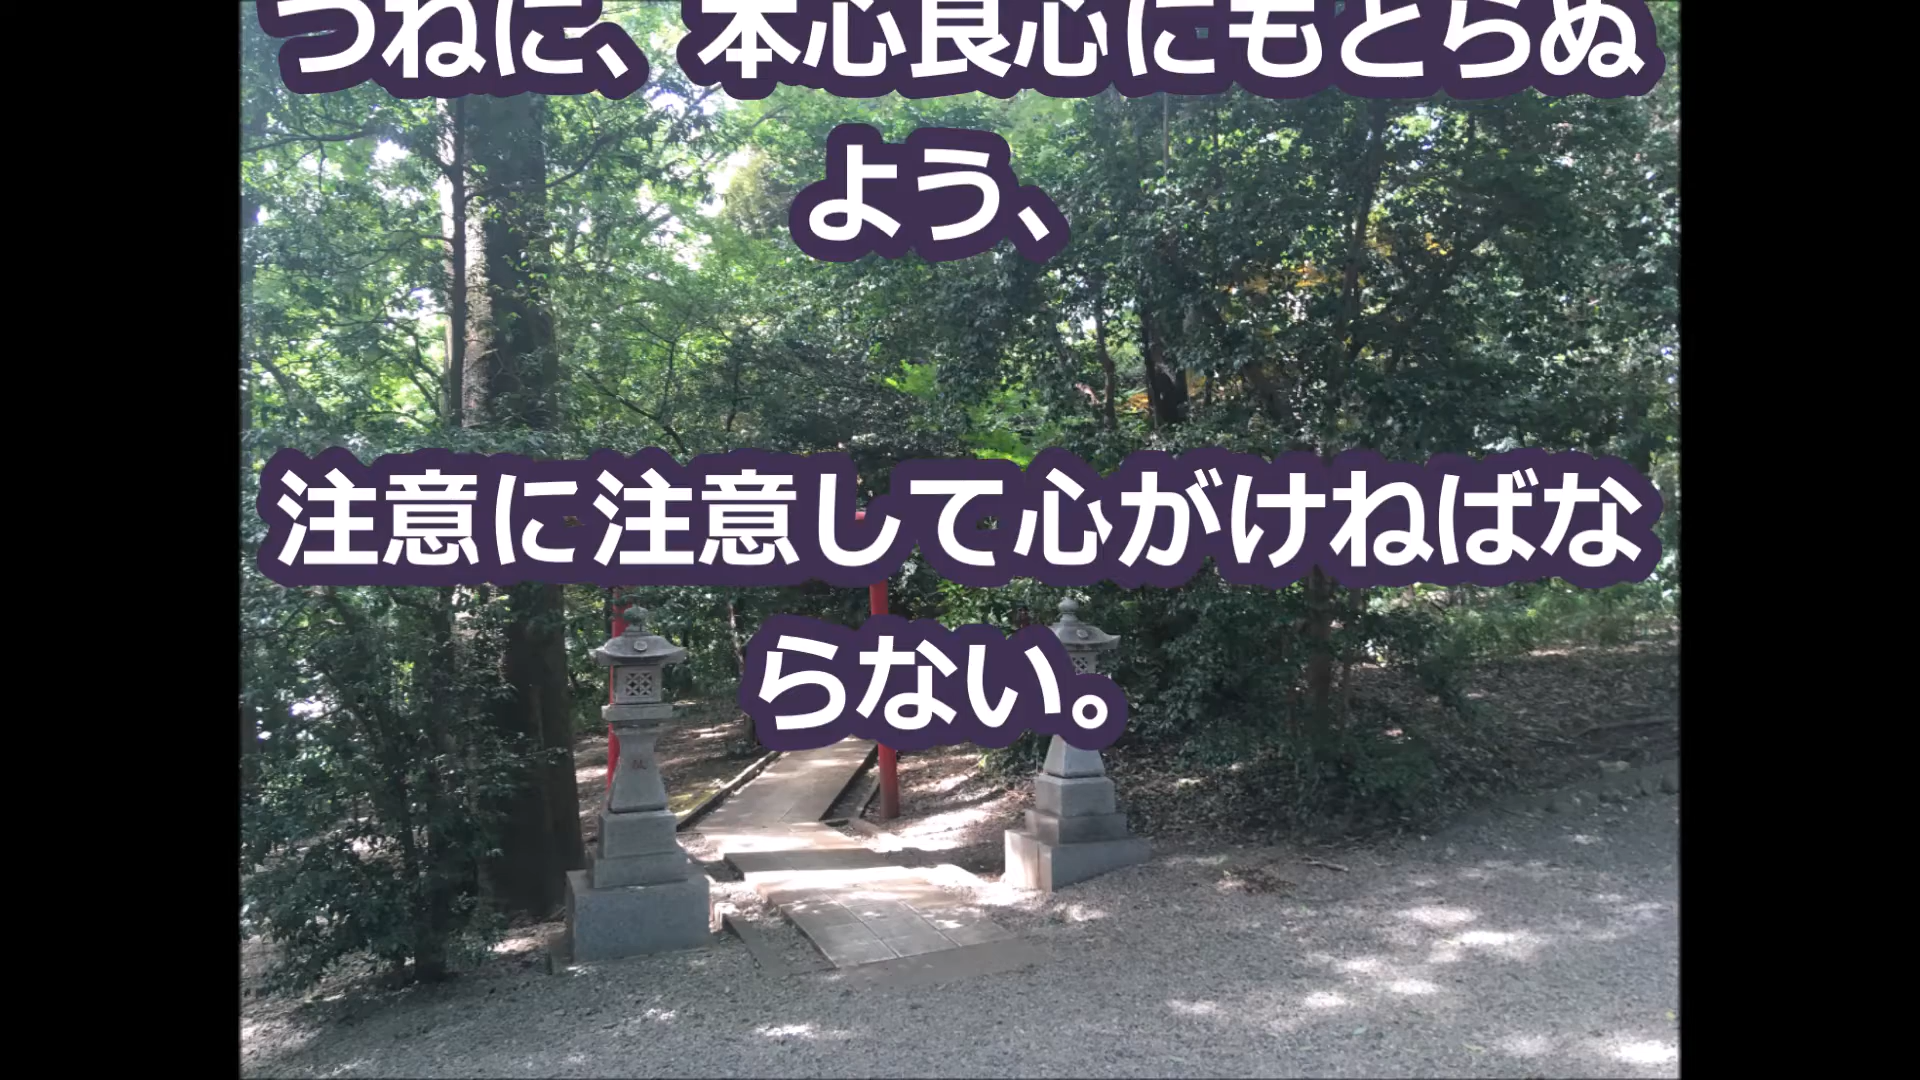 つねに、本心良心にもとらぬ
よう、
注意に注意して心がけねばな
らない。